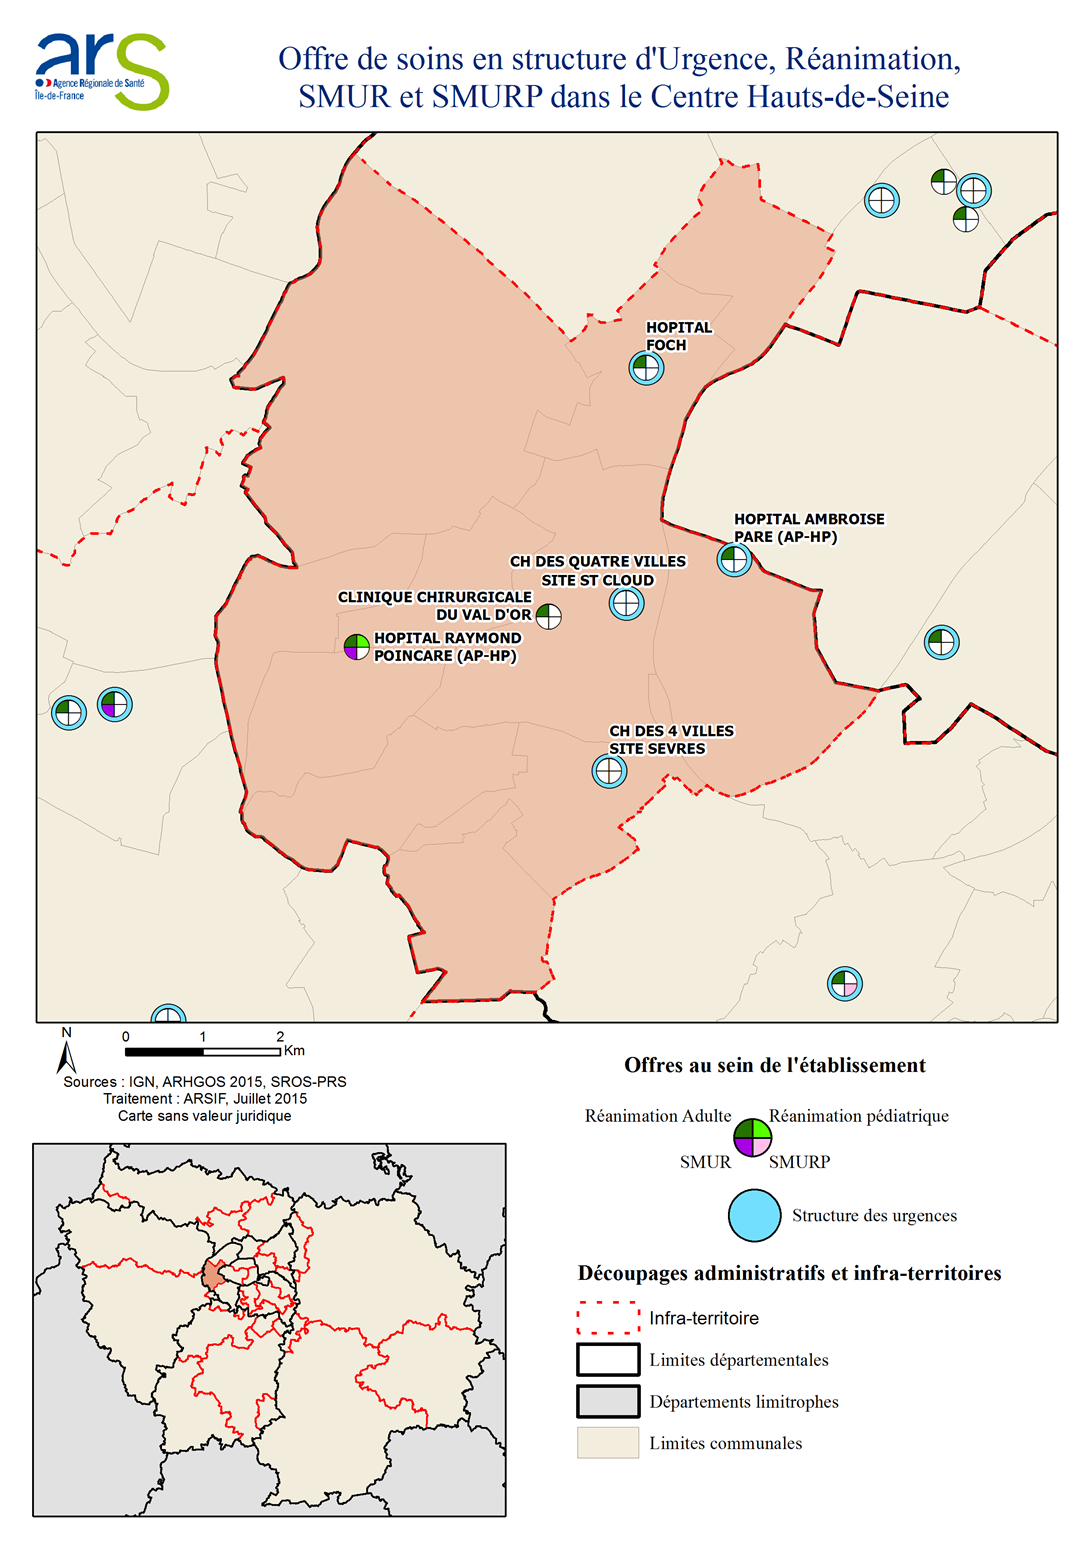 ars
Agence Régionale de Santé
Île-de-France
Offre de soins en structure d'Urgence, Réanimation,
SMUR et SMURP dans le Centre Hauts-de-Seine
HOPITAL
FOCH
HOPITAL AMBROISE
PARE (AP-HP)
CH DES QUATRE VILLES
SITE ST CLOUD
CLINIQUE CHIRURGICALE
DU VAL D'OR
HOPITAL RAYMOND
POINCARE (AP-HP)
CH DES 4 VILLES
SITE SEVRES
N
0 1 2
Km
Sources : IGN, ARHGOS 2015, SROS-PRS
Traitement : ARSIF, Juillet 2015
Carte sans valeur juridique
Offres au sein de l'établissement
Réanimation Adulte Réanimation pédiatrique
SMUR SMURP
Structure des urgences
Découpages administratifs et infra-territoires
Infra-territoire
Limites départementales
Départements limitrophes
Limites communales